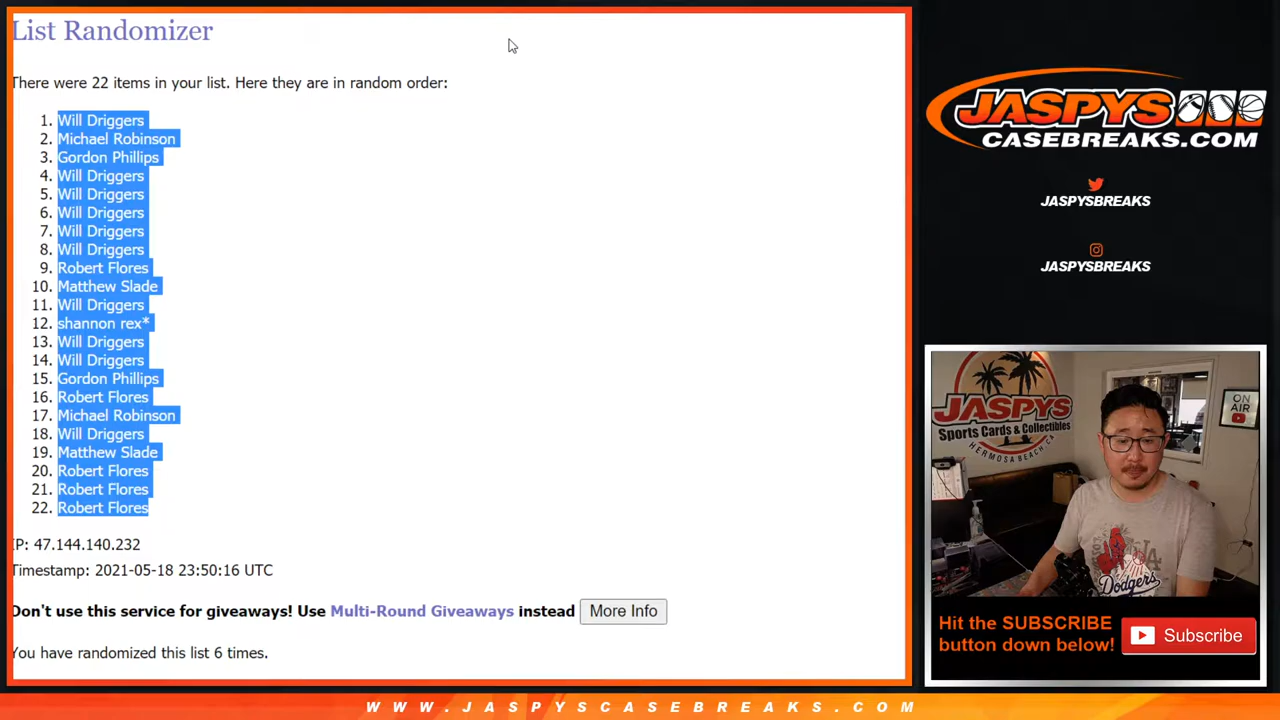 List Randomizer
There were 22 items in your list. Here they are in random order:
1. Will Driggers
2. Michael Robinson
3. Gordon Phillips
4. Will Driggers
5. Will Driggers
6. Will Driggers
7. Will Driggers
8. Will Driggers
9. Robert Flores
10. Matthew Slade
11. Will Driggers
12. shannon rex*
13. Will Driggers
14. Will Driggers
15. Gordon Phillips
16. Robert Flores
17. Michael Robinson
18. Will Driggers
19. Matthew Slade
20. Robert Flores
21. Robert Flores
22. Robert Flores
IP: 47.144.140.232
Timestamp: 2021-05-18 23:50:16 UTC
Don't use this service for giveaways! Use Multi-Round Giveaways instead More Info
You have randomized this list 6 times.
JASPYS
CASEBREAKS.COM
JASPYSBREAKS
JASPYSBREAKS
JASPYS
Sports Cards & Collectibles
HERMOSA BEACH, CA
ON
AIR
LA
Dodgers
Hit the SUBSCRIBE
button down below!
Subscribe
WWW.JASPYSCASEBREAKS.COM